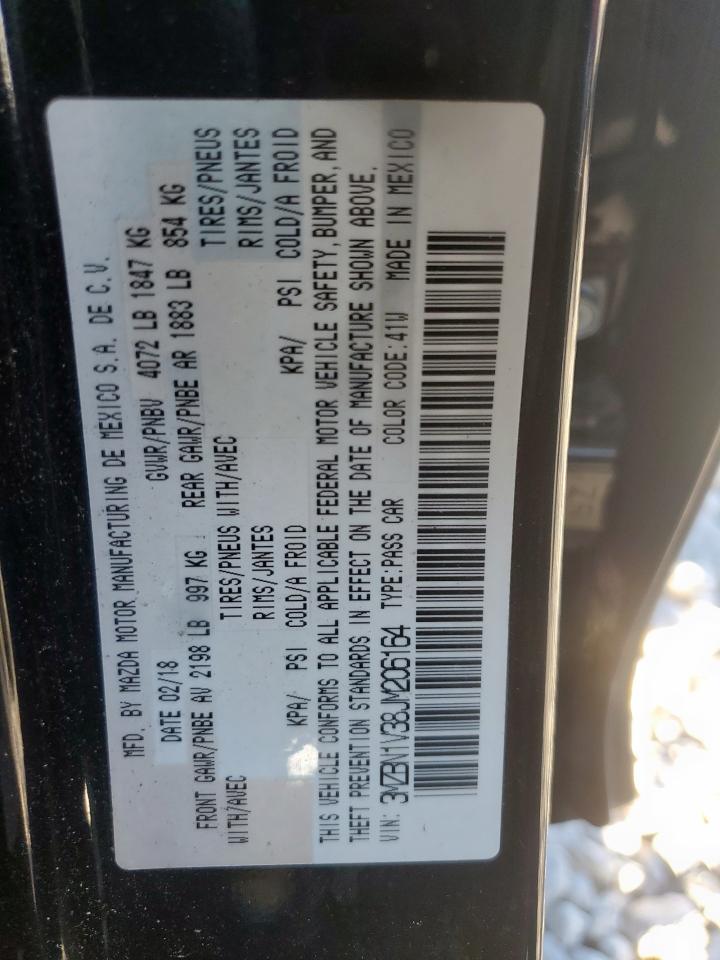 MFD. BY MAZDA MOTOR MANUFACTURING DE MEXICO S.A. DE C.V.
DATE 02/18 GVWR/PNBV 4072 LB 1847 KG
FRONT GAWR/PNBE AV 2198 LB 997 KG REAR GAWR/PNBE AR 1883 LB 854 KG
WITH/AVEC TIRES/PNEUS WITH/AVEC TIRES/PNEUS
RIMS/JANTES RIMS/JANTES
KPA/ PSI COLD/A FROID KPA/ PSI COLD/A FROID
THIS VEHICLE CONFORMS TO ALL APPLICABLE FEDERAL MOTOR VEHICLE SAFETY, BUMPER, AND
THEFT PREVENTION STANDARDS IN EFFECT ON THE DATE OF MANUFACTURE SHOWN ABOVE.
VIN: 3MZBN1V38JM206164 TYPE:PASS CAR COLOR CODE:41W MADE IN MEXICO